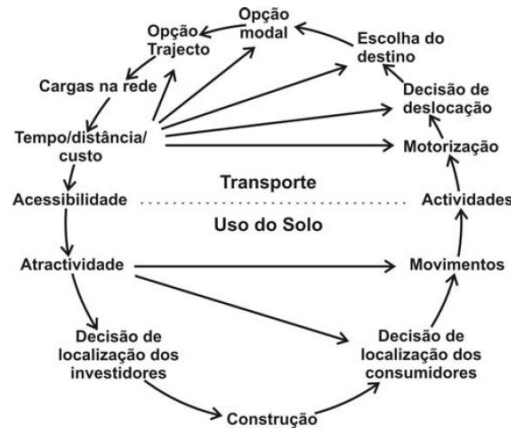 Opção
modal
Opção
Trajecto
Escolha do
destino
Cargas na rede
Decisão de
deslocação
Tempo/distância/
custo
Motorização
Transporte
Acessibilidade
Actividades
Uso do Solo
Atractividade
Movimentos
Decisão de
localização dos
investidores
Decisão de
localização dos
consumidores
Construção